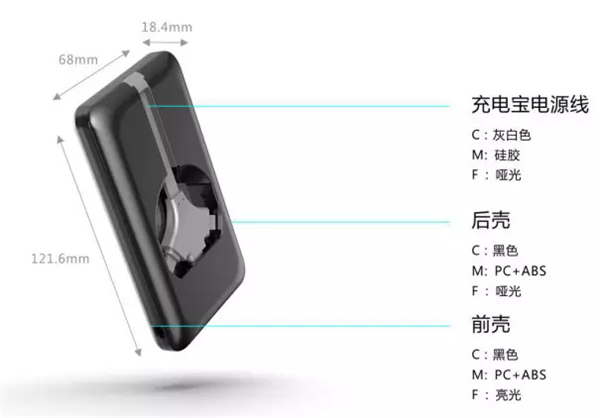 18.4mm
68mm
121.6mm
充电宝电源线
C : 灰白色
M: 硅胶
F : 哑光
后壳
C : 黑色
M: PC+ABS
F : 哑光
前壳
C : 黑色
M: PC+ABS
F : 亮光